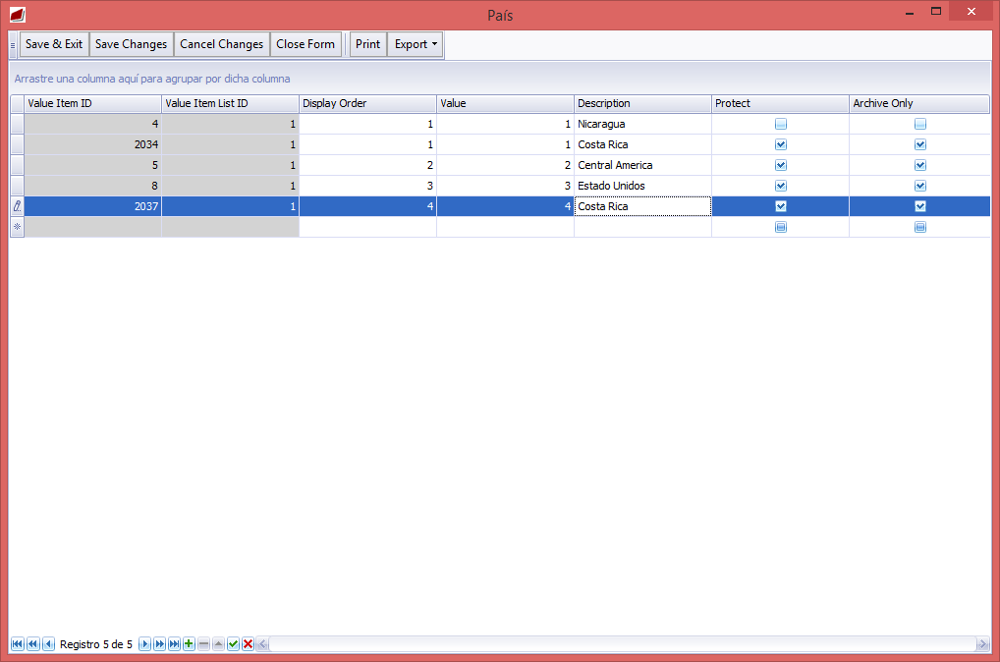 País
Save & Exit Save Changes Cancel Changes Close Form Print Export
Arrastre una columna aquí para agrupar por dicha columna
Value Item ID Value Item List ID Display Order Value Description Protect Archive Only
4 1 1 1 Nicaragua
2034 1 1 1 Costa Rica
5 1 2 2 Central America
8 1 3 3 Estado Unidos
2037 1 4 4 Costa Rica
Registro 5 de 5